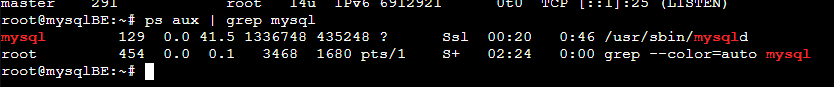 master 291 root 14u IPv6 6912921 0t0 TCP [::1]:25 (LISTEN)
root@mysqlBE:~# ps aux | grep mysql
mysql 129 0.0 41.5 1336748 435248 ? Ssl 00:20 0:46 /usr/sbin/mysqld
root 454 0.0 0.1 3468 1680 pts/1 S+ 02:24 0:00 grep --color=auto mysql
root@mysqlBE:~#